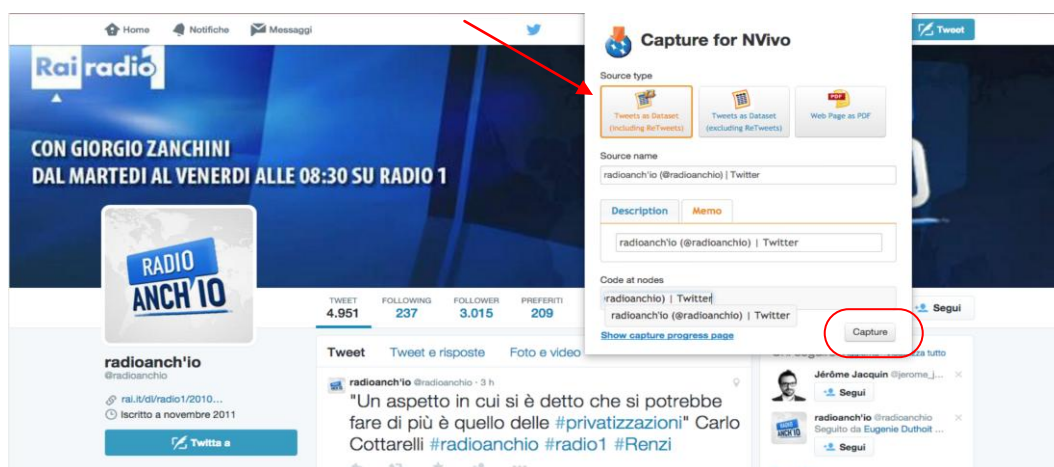 Home Notifiche Messaggi
Tweet
Rai radio 1
CON GIORGIO ZANCHINI
DAL MARTEDI AL VENERDI ALLE 08:30 SU RADIO 1
RADIO
ANCH'IO
Capture for NVivo
Source type
Tweets as Dataset
(including ReTweets)
Tweets as Dataset
(excluding ReTweets)
PDF
Web Page as PDF
Source name
radioanch'io (@radioanchio) | Twitter
Description Memo
radioanch'io (@radioanchio) | Twitter
Code at nodes
radioanchio) | Twitter
radioanch'io (@radioanchio) | Twitter
Show capture progress page
Capture
TWEET FOLLOWING FOLLOWER PREFERITI
4.951 237 3.015 209
Segui
radioanch'io
@radioanchio
rai.it/dl/radio1/2010...
Iscritto a novembre 2011
Twitta a
Tweet Tweet e risposte Foto e video
radioanch'io @radioanchio · 3 h
"Un aspetto in cui si è detto che si potrebbe
fare di più è quello delle #privatizzazioni" Carlo
Cottarelli #radioanchio #radio1 #Renzi
tutto
Jérôme Jacquin @jerome_j...
Segui
radioanch'io @radioanchio
Seguito da Eugenie Duthoit ...
Segui